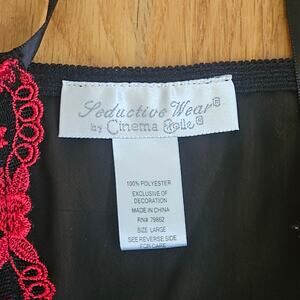 Seductive Wear®
by Cinema Etoile®
100% POLYESTER
EXCLUSIVE OF
DECORATION
MADE IN CHINA
RN# 79862
SIZE LARGE
SEE REVERSE SIDE
FOR CARE